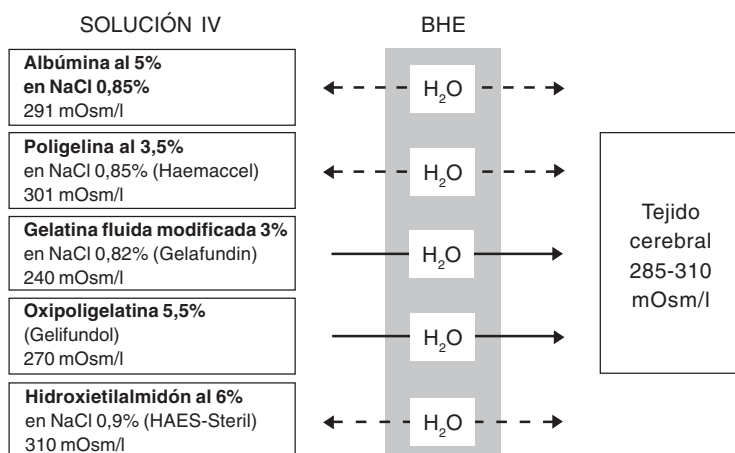 SOLUCIÓN IV
BHE
Albúmina al 5%
en NaCl 0,85%
291 mOsm/l
H₂O
Poligelina al 3,5%
en NaCl 0,85% (Haemaccel)
301 mOsm/l
H₂O
Gelatina fluida modificada 3%
en NaCl 0,82% (Gelafundin)
240 mOsm/l
H₂O
Oxipoligelatina 5,5%
(Gelifundol)
270 mOsm/l
H₂O
Hidroxietilalmidón al 6%
en NaCl 0,9% (HAES-Steril)
310 mOsm/l
H₂O
Tejido
cerebral
285-310
mOsm/l